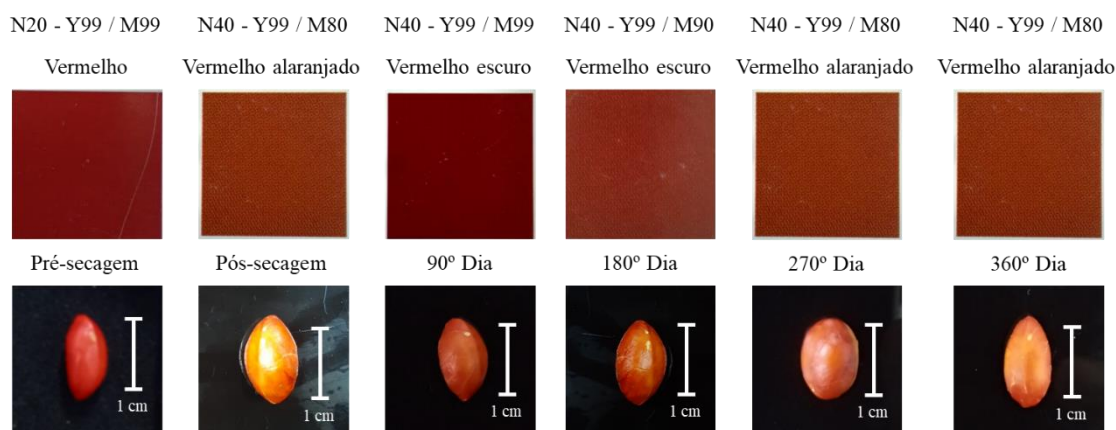 N20 - Y99 / M99 N40 - Y99 / M80 N40 - Y99 / M99 N40 - Y99 / M90 N40 - Y99 / M80 N40 - Y99 / M80
Vermelho Vermelho alaranjado Vermelho escuro Vermelho escuro Vermelho alaranjado Vermelho alaranjado
Pré-secagem Pós-secagem 90º Dia 180º Dia 270º Dia 360º Dia
1 cm 1 cm 1 cm 1 cm 1 cm 1 cm